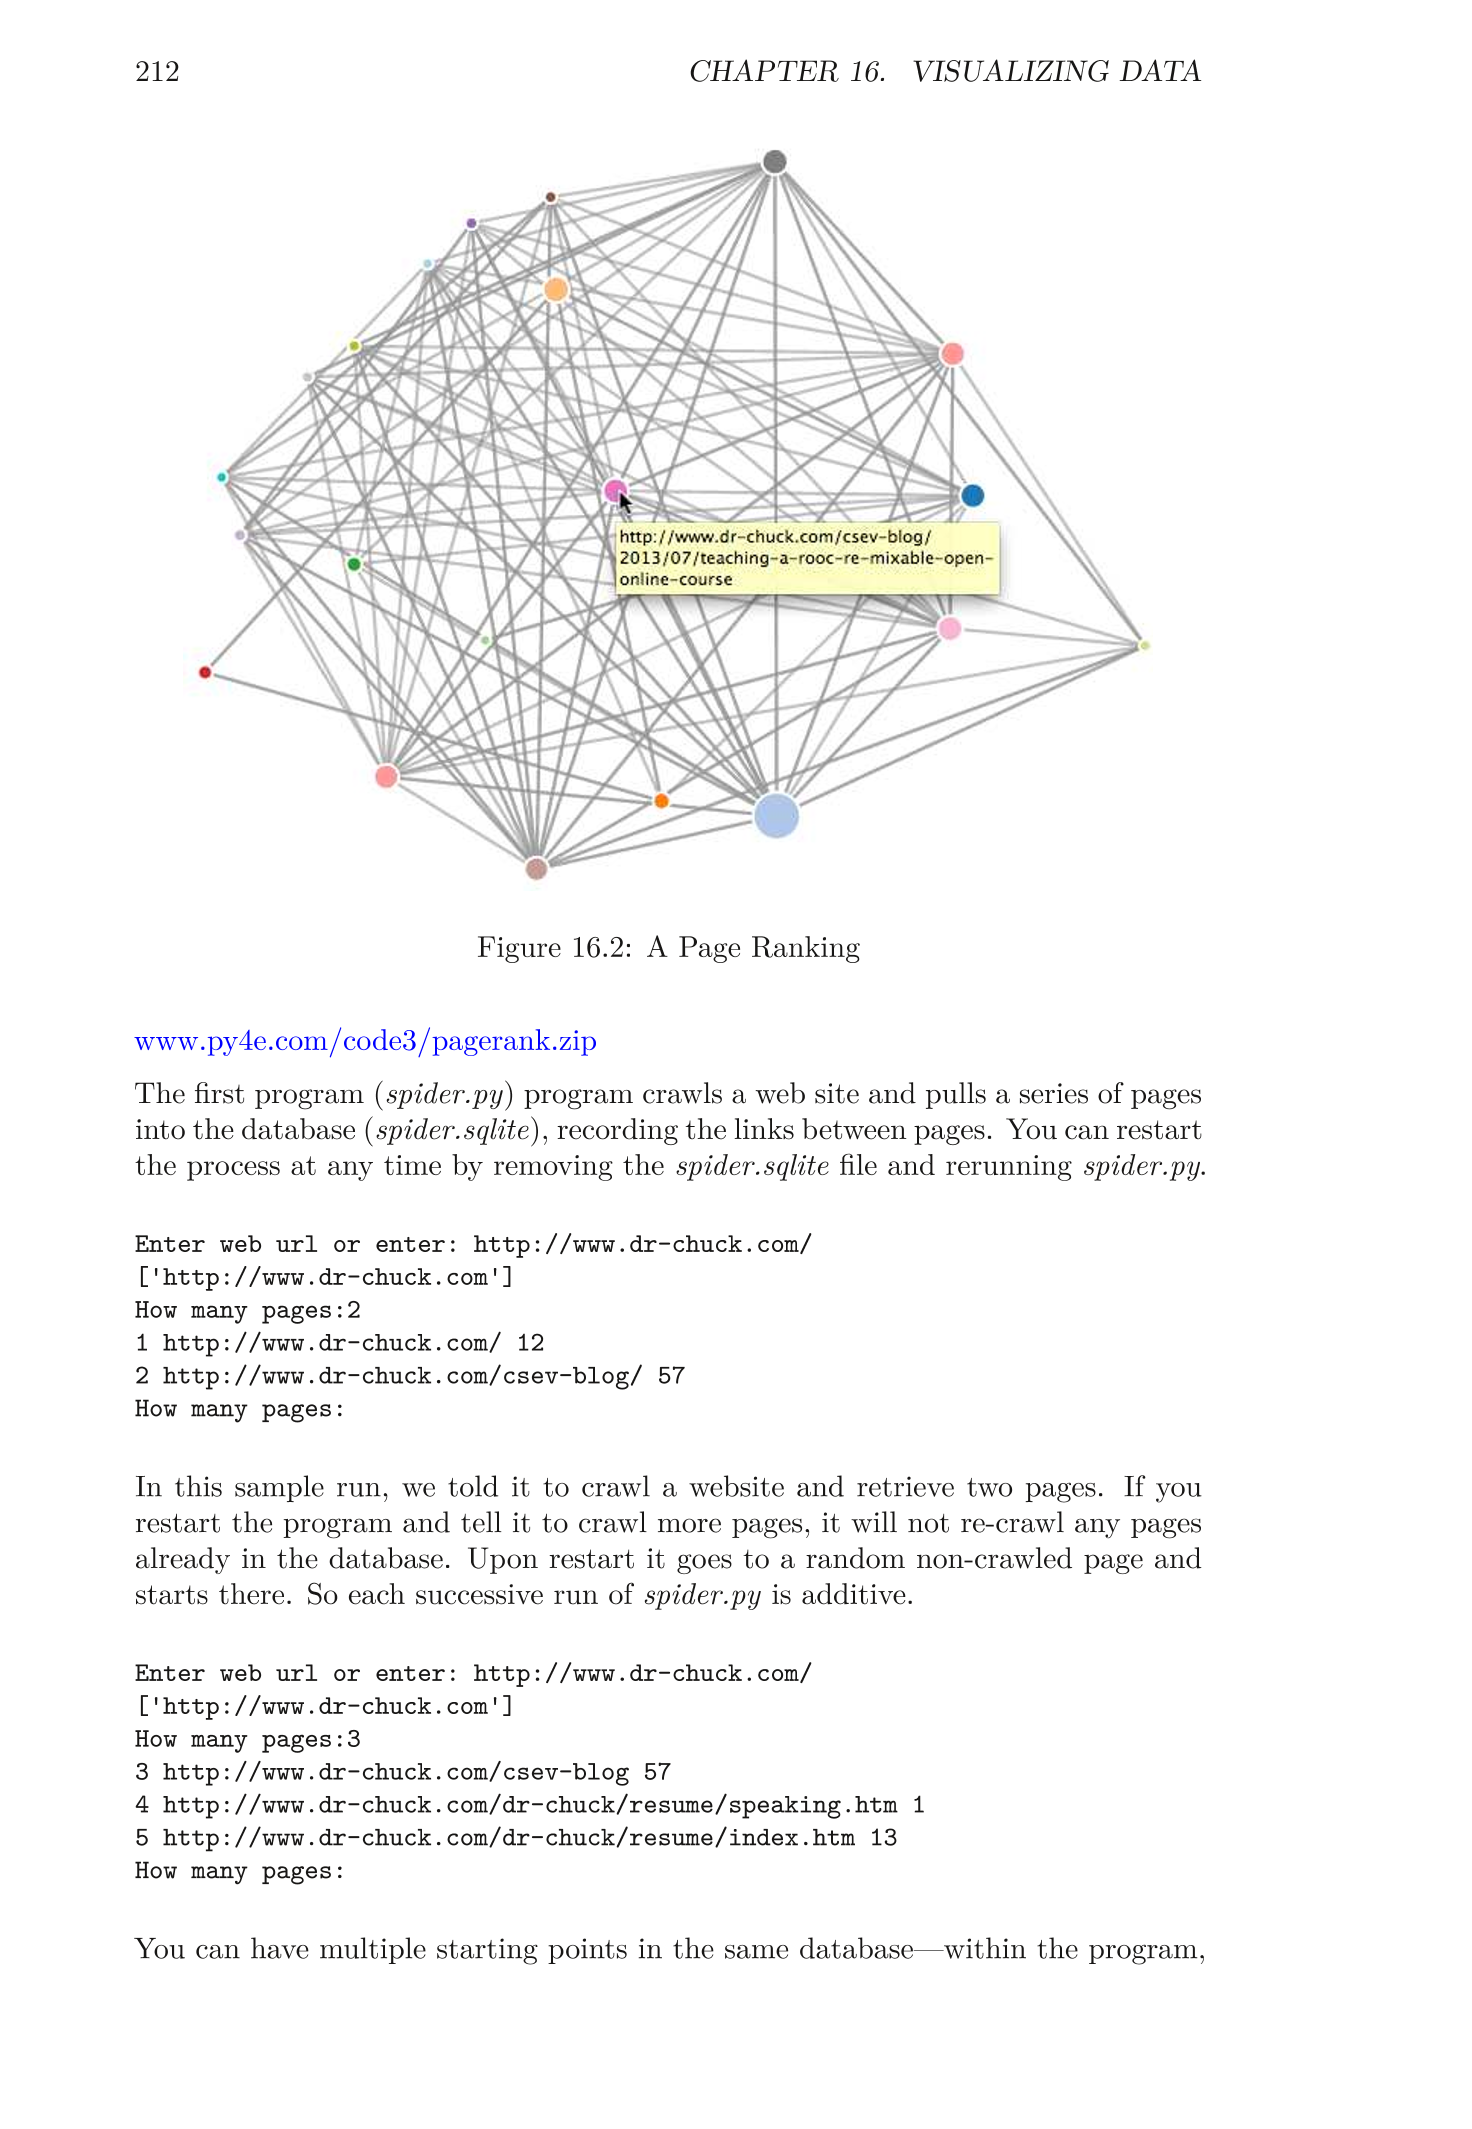 212
CHAPTER 16. VISUALIZING DATA
http://www.dr-chuck.com/csev-blog/
2013/07/teaching-a-rooc-re-mixable-open-
online-course
Figure 16.2: A Page Ranking
www.py4e.com/code3/pagerank.zip
The first program (spider.py) program crawls a web site and pulls a series of pages
into the database (spider.sqlite), recording the links between pages. You can restart
the process at any time by removing the spider.sqlite file and rerunning spider.py.
Enter web url or enter: http://www.dr-chuck.com/
['http://www.dr-chuck.com']
How many pages:2
1 http://www.dr-chuck.com/ 12
2 http://www.dr-chuck.com/csev-blog/ 57
How many pages:
In this sample run, we told it to crawl a website and retrieve two pages. If you
restart the program and tell it to crawl more pages, it will not re-crawl any pages
already in the database. Upon restart it goes to a random non-crawled page and
starts there. So each successive run of spider.py is additive.
Enter web url or enter: http://www.dr-chuck.com/
['http://www.dr-chuck.com']
How many pages:3
3 http://www.dr-chuck.com/csev-blog 57
4 http://www.dr-chuck.com/dr-chuck/resume/speaking.htm 1
5 http://www.dr-chuck.com/dr-chuck/resume/index.htm 13
How many pages:
You can have multiple starting points in the same database—within the program,